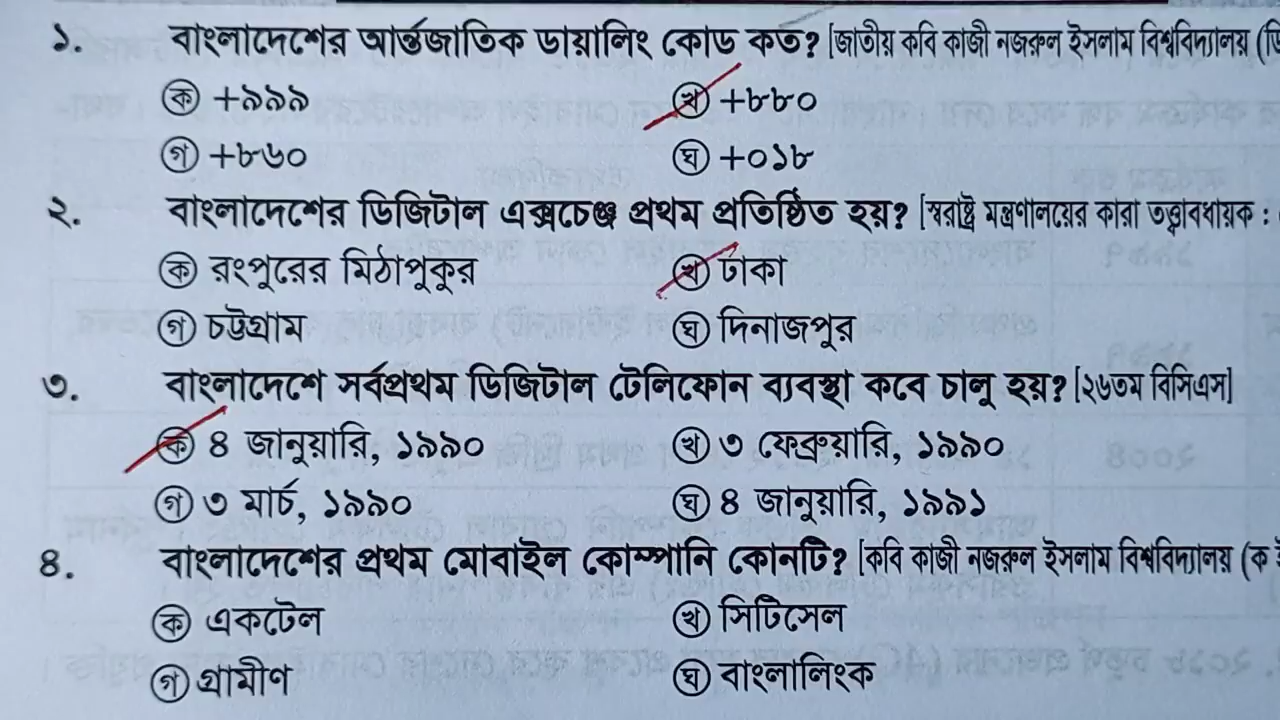 ১. বাংলাদেশের আর্ন্তজাতিক ডায়ালিং কোড কত? [জাতীয় কবি কাজী নজরুল ইসলাম বিশ্ববিদ্যালয়
ক +৯৯৯ খ +৮৮০
গ +৮৬০ ঘ +০১৮
২. বাংলাদেশের ডিজিটাল এক্সচেঞ্জ প্রথম প্রতিষ্ঠিত হয়? [স্বরাষ্ট্র মন্ত্রণালয়ের কারা তত্ত্বাবধায়ক :
ক রংপুরের মিঠাপুকুর খ ঢাকা
গ চট্টগ্রাম ঘ দিনাজপুর
৩. বাংলাদেশে সর্বপ্রথম ডিজিটাল টেলিফোন ব্যবস্থা কবে চালু হয়? [২৬তম বিসিএস]
ক ৪ জানুয়ারি, ১৯৯০ খ ৩ ফেব্রুয়ারি, ১৯৯০
গ ৩ মার্চ, ১৯৯০ ঘ ৪ জানুয়ারি, ১৯৯১
৪. বাংলাদেশের প্রথম মোবাইল কোম্পানি কোনটি? [কবি কাজী নজরুল ইসলাম বিশ্ববিদ্যালয় (ক
ক একটেল খ সিটিসেল
গ গ্রামীণ ঘ বাংলালিংক